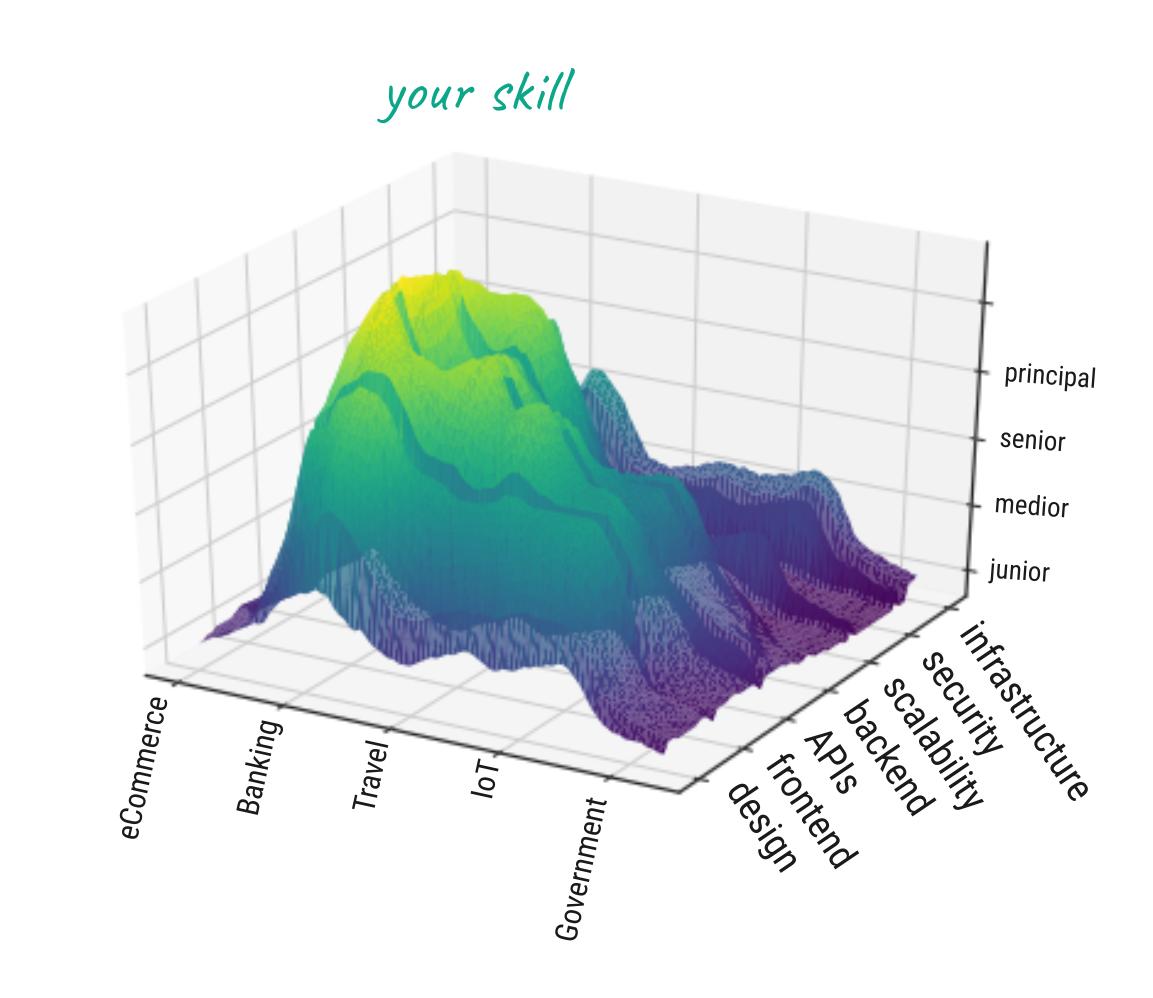 your skill
principal
senior
medior
junior
eCommerce
Banking
Travel
IoT
Government
infrastructure
security
scalability
backend
APIs
frontend
design